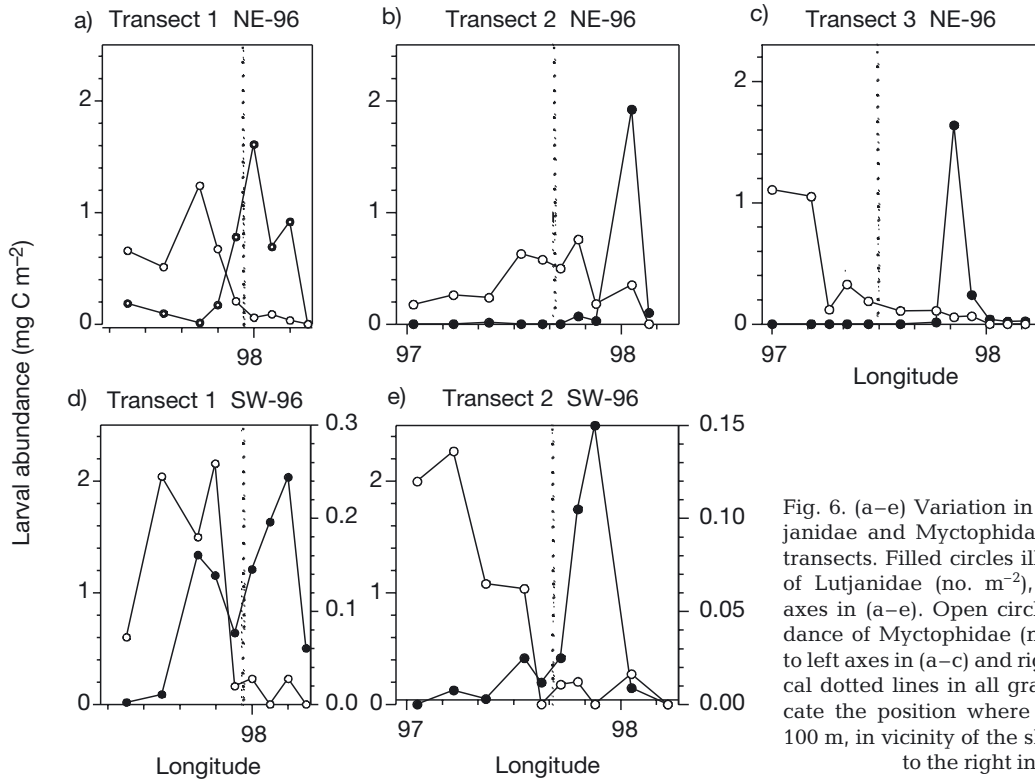 a) Transect 1 NE-96
b) Transect 2 NE-96
c) Transect 3 NE-96
2
1
0
98
2
1
0
97
98
2
1
0
97
98
Longitude
Larval abundance (mg C m⁻²)
d) Transect 1 SW-96
e) Transect 2 SW-96
2
1
0
0.3
0.2
0.1
0.0
98
Longitude
2
1
0
0.15
0.10
0.05
0.00
97
98
Longitude
Fig. 6. (a–e) Variation in
janidae and Myctophida
transects. Filled circles ill
of Lutjanidae (no. m⁻²),
axes in (a–e). Open circl
dance of Myctophidae (n
to left axes in (a–c) and rig
cal dotted lines in all gra
cate the position where
100 m, in vicinity of the sl
to the right in